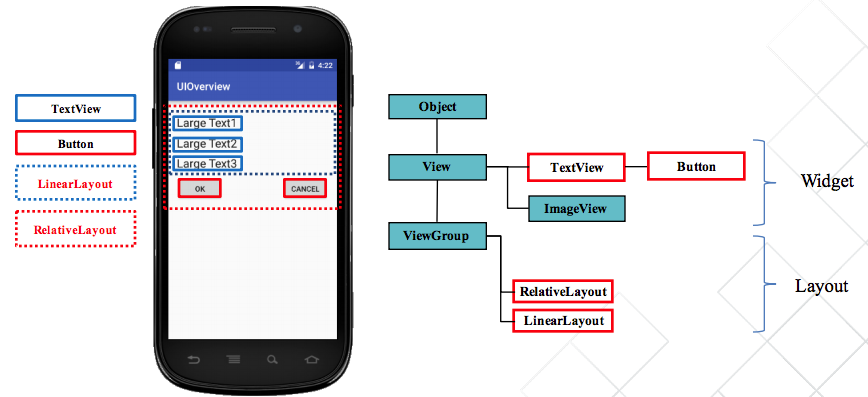 TextView
Button
LinearLayout
RelativeLayout
4:22
UIOverview
Large Text1
Large Text2
Large Text3
OK
CANCEL
Object
View
TextView
Button
ImageView
ViewGroup
RelativeLayout
LinearLayout
Widget
Layout